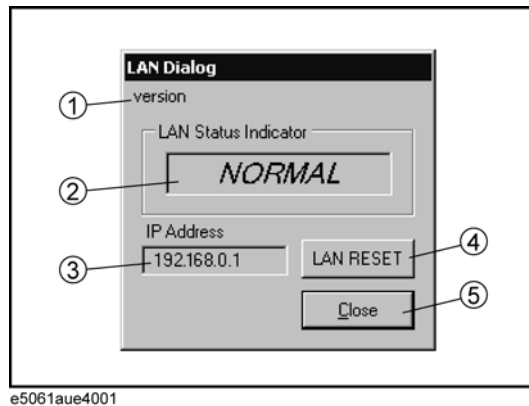 LAN Dialog
① version
LAN Status Indicator
② NORMAL
IP Address
③ 192.168.0.1
LAN RESET ④
Close ⑤
e5061aue4001